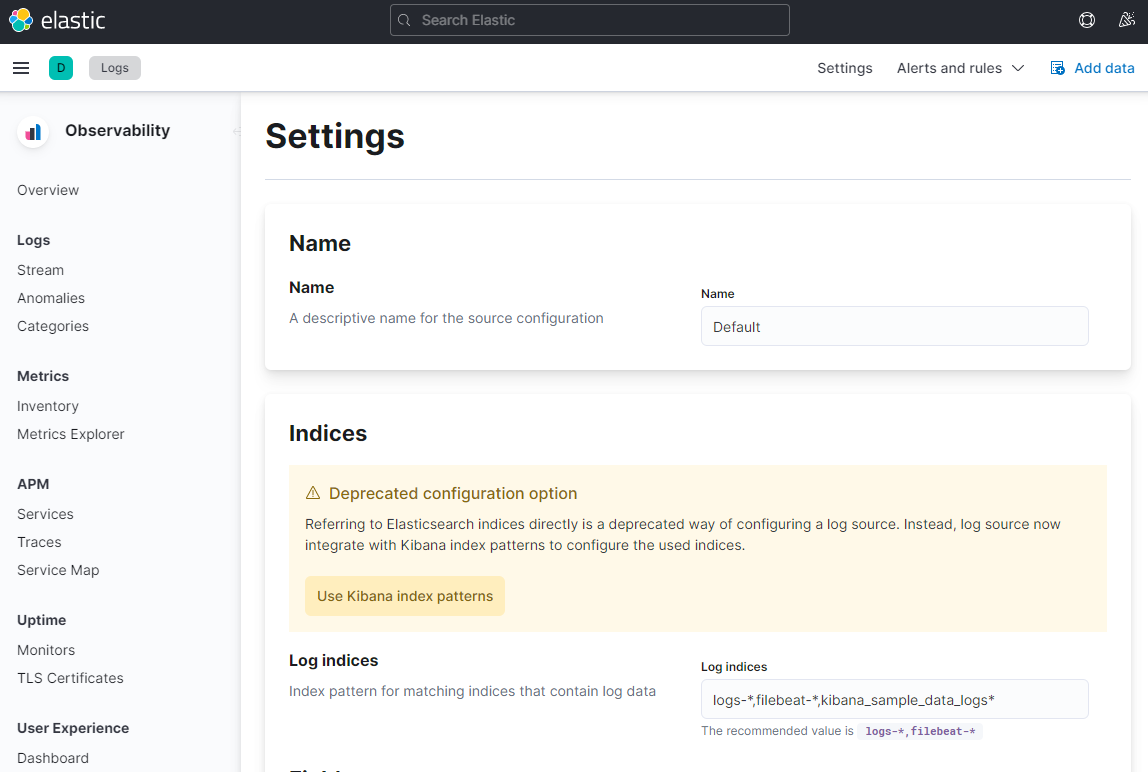 elastic
Search Elastic
D
Logs
Settings
Alerts and rules
Add data
Observability
Overview
Logs
Stream
Anomalies
Categories
Metrics
Inventory
Metrics Explorer
APM
Services
Traces
Service Map
Uptime
Monitors
TLS Certificates
User Experience
Dashboard
Settings
Name
Name
A descriptive name for the source configuration
Name
Default
Indices
Deprecated configuration option
Referring to Elasticsearch indices directly is a deprecated way of configuring a log source. Instead, log source now
integrate with Kibana index patterns to configure the used indices.
Use Kibana index patterns
Log indices
Index pattern for matching indices that contain log data
Log indices
logs-*,filebeat-*,kibana_sample_data_logs*
The recommended value is logs-*,filebeat-*